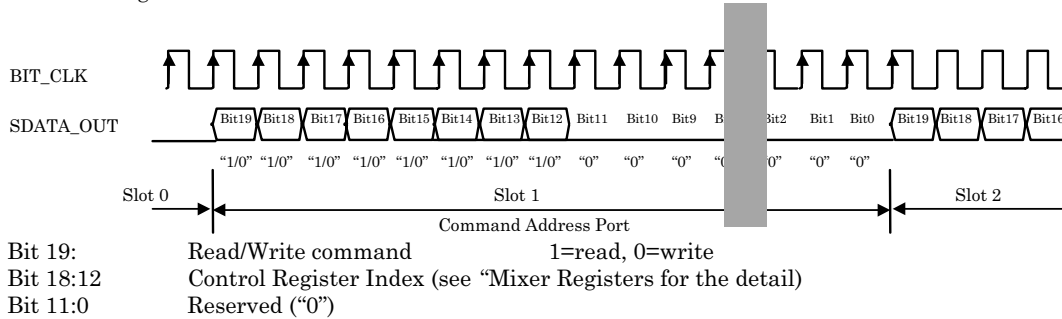 BIT_CLK
SDATA_OUT
Bit19 Bit18 Bit17 Bit16 Bit15 Bit14 Bit13 Bit12 Bit11 Bit10 Bit9 Bit1 Bit0 Bit19 Bit18 Bit17 Bit16
“1/0” “1/0” “1/0” “1/0” “1/0” “1/0” “1/0” “1/0” “0” “0” “0” “0” “0”
Slot 0 Slot 1 Slot 2
Command Address Port
Bit 19: Read/Write command 1=read, 0=write
Bit 18:12 Control Register Index (see “Mixer Registers for the detail)
Bit 11:0 Reserved (“0”)